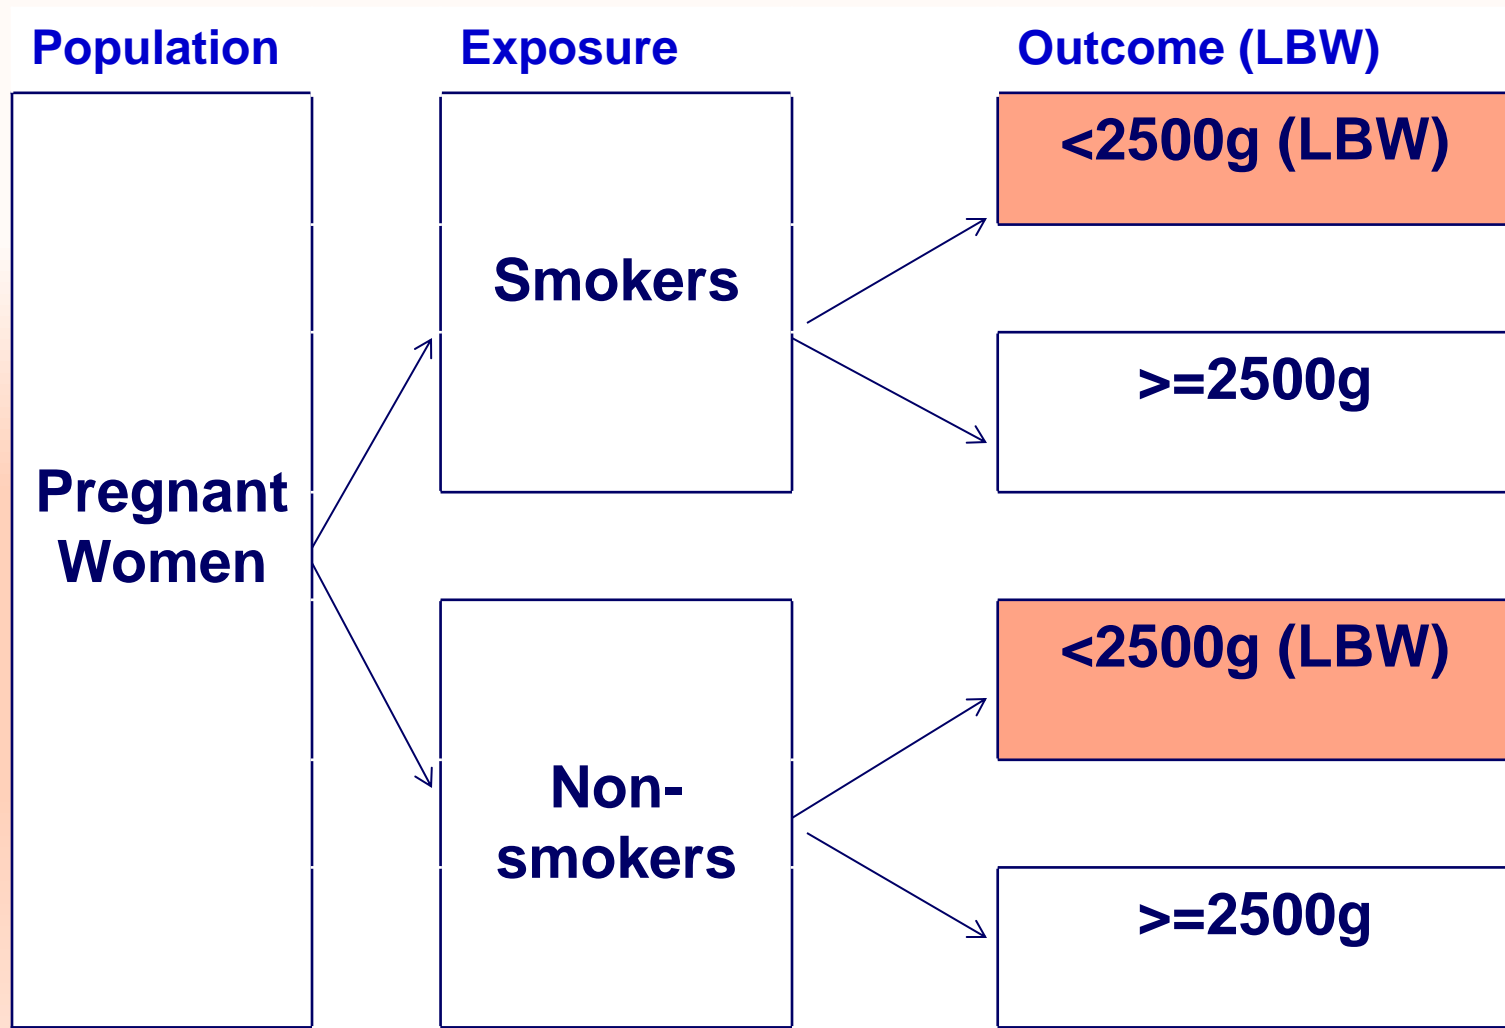 Population
Exposure
Outcome (LBW)
Pregnant
Women
Smokers
<2500g (LBW)
>=2500g
Non-
smokers
<2500g (LBW)
>=2500g